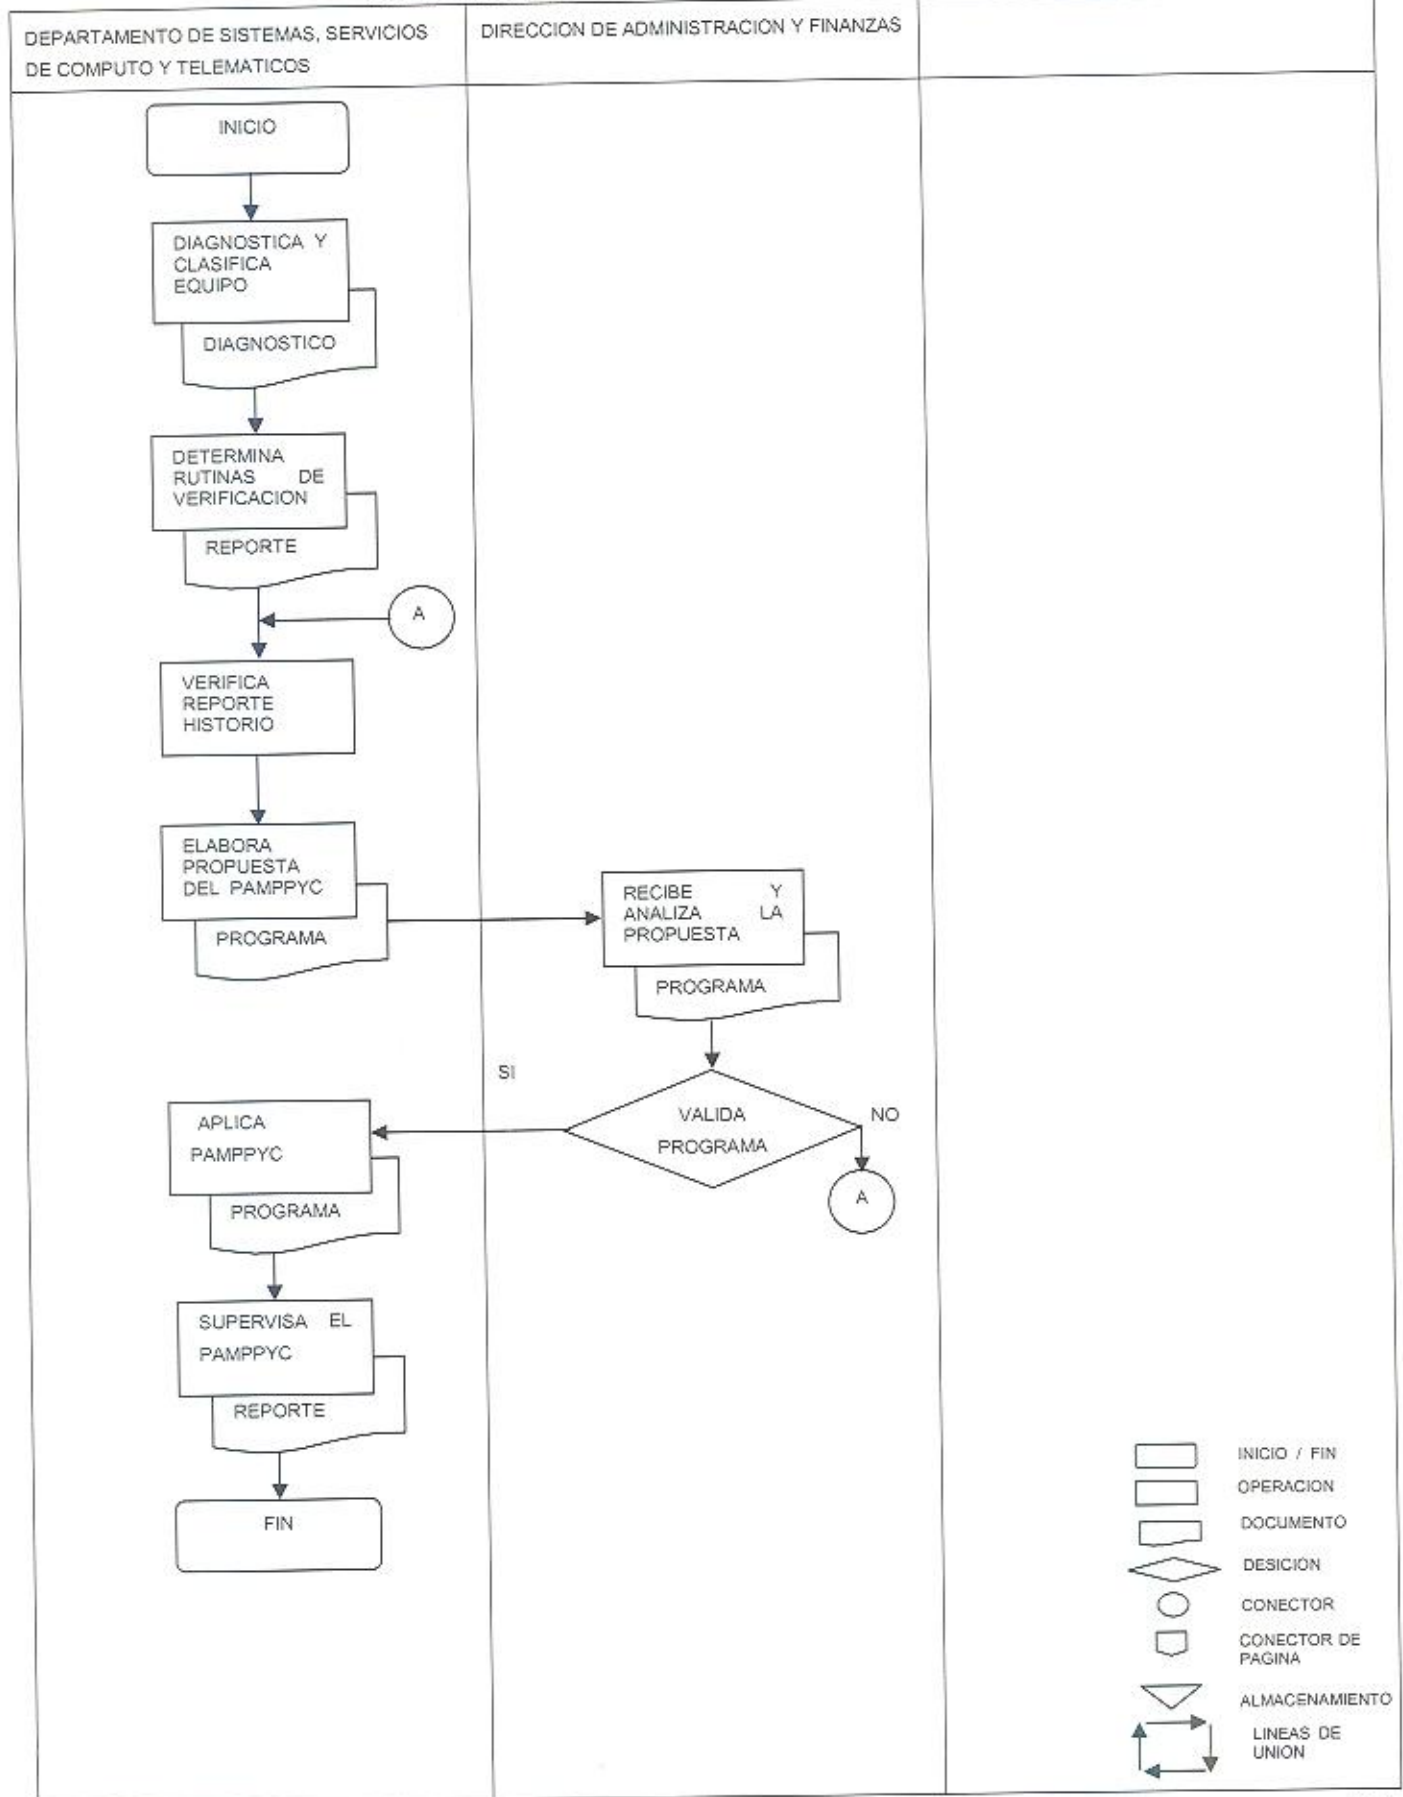 DEPARTAMENTO DE SISTEMAS, SERVICIOS
DE COMPUTO Y TELEMATICOS
DIRECCION DE ADMINISTRACION Y FINANZAS
INICIO
DIAGNOSTICA Y
CLASIFICA
EQUIPO
DIAGNOSTICO
DETERMINA
RUTINAS DE
VERIFICACION
REPORTE
A
VERIFICA
REPORTE
HISTORIO
ELABORA
PROPUESTA
DEL PAMPPYC
PROGRAMA
RECIBE Y
ANALIZA LA
PROPUESTA
PROGRAMA
SI
VALIDA
PROGRAMA
NO
A
APLICA
PAMPPYC
PROGRAMA
SUPERVISA EL
PAMPPYC
REPORTE
FIN
INICIO / FIN
OPERACION
DOCUMENTO
DESICION
CONECTOR
CONECTOR DE
PAGINA
ALMACENAMIENTO
LINEAS DE
UNION